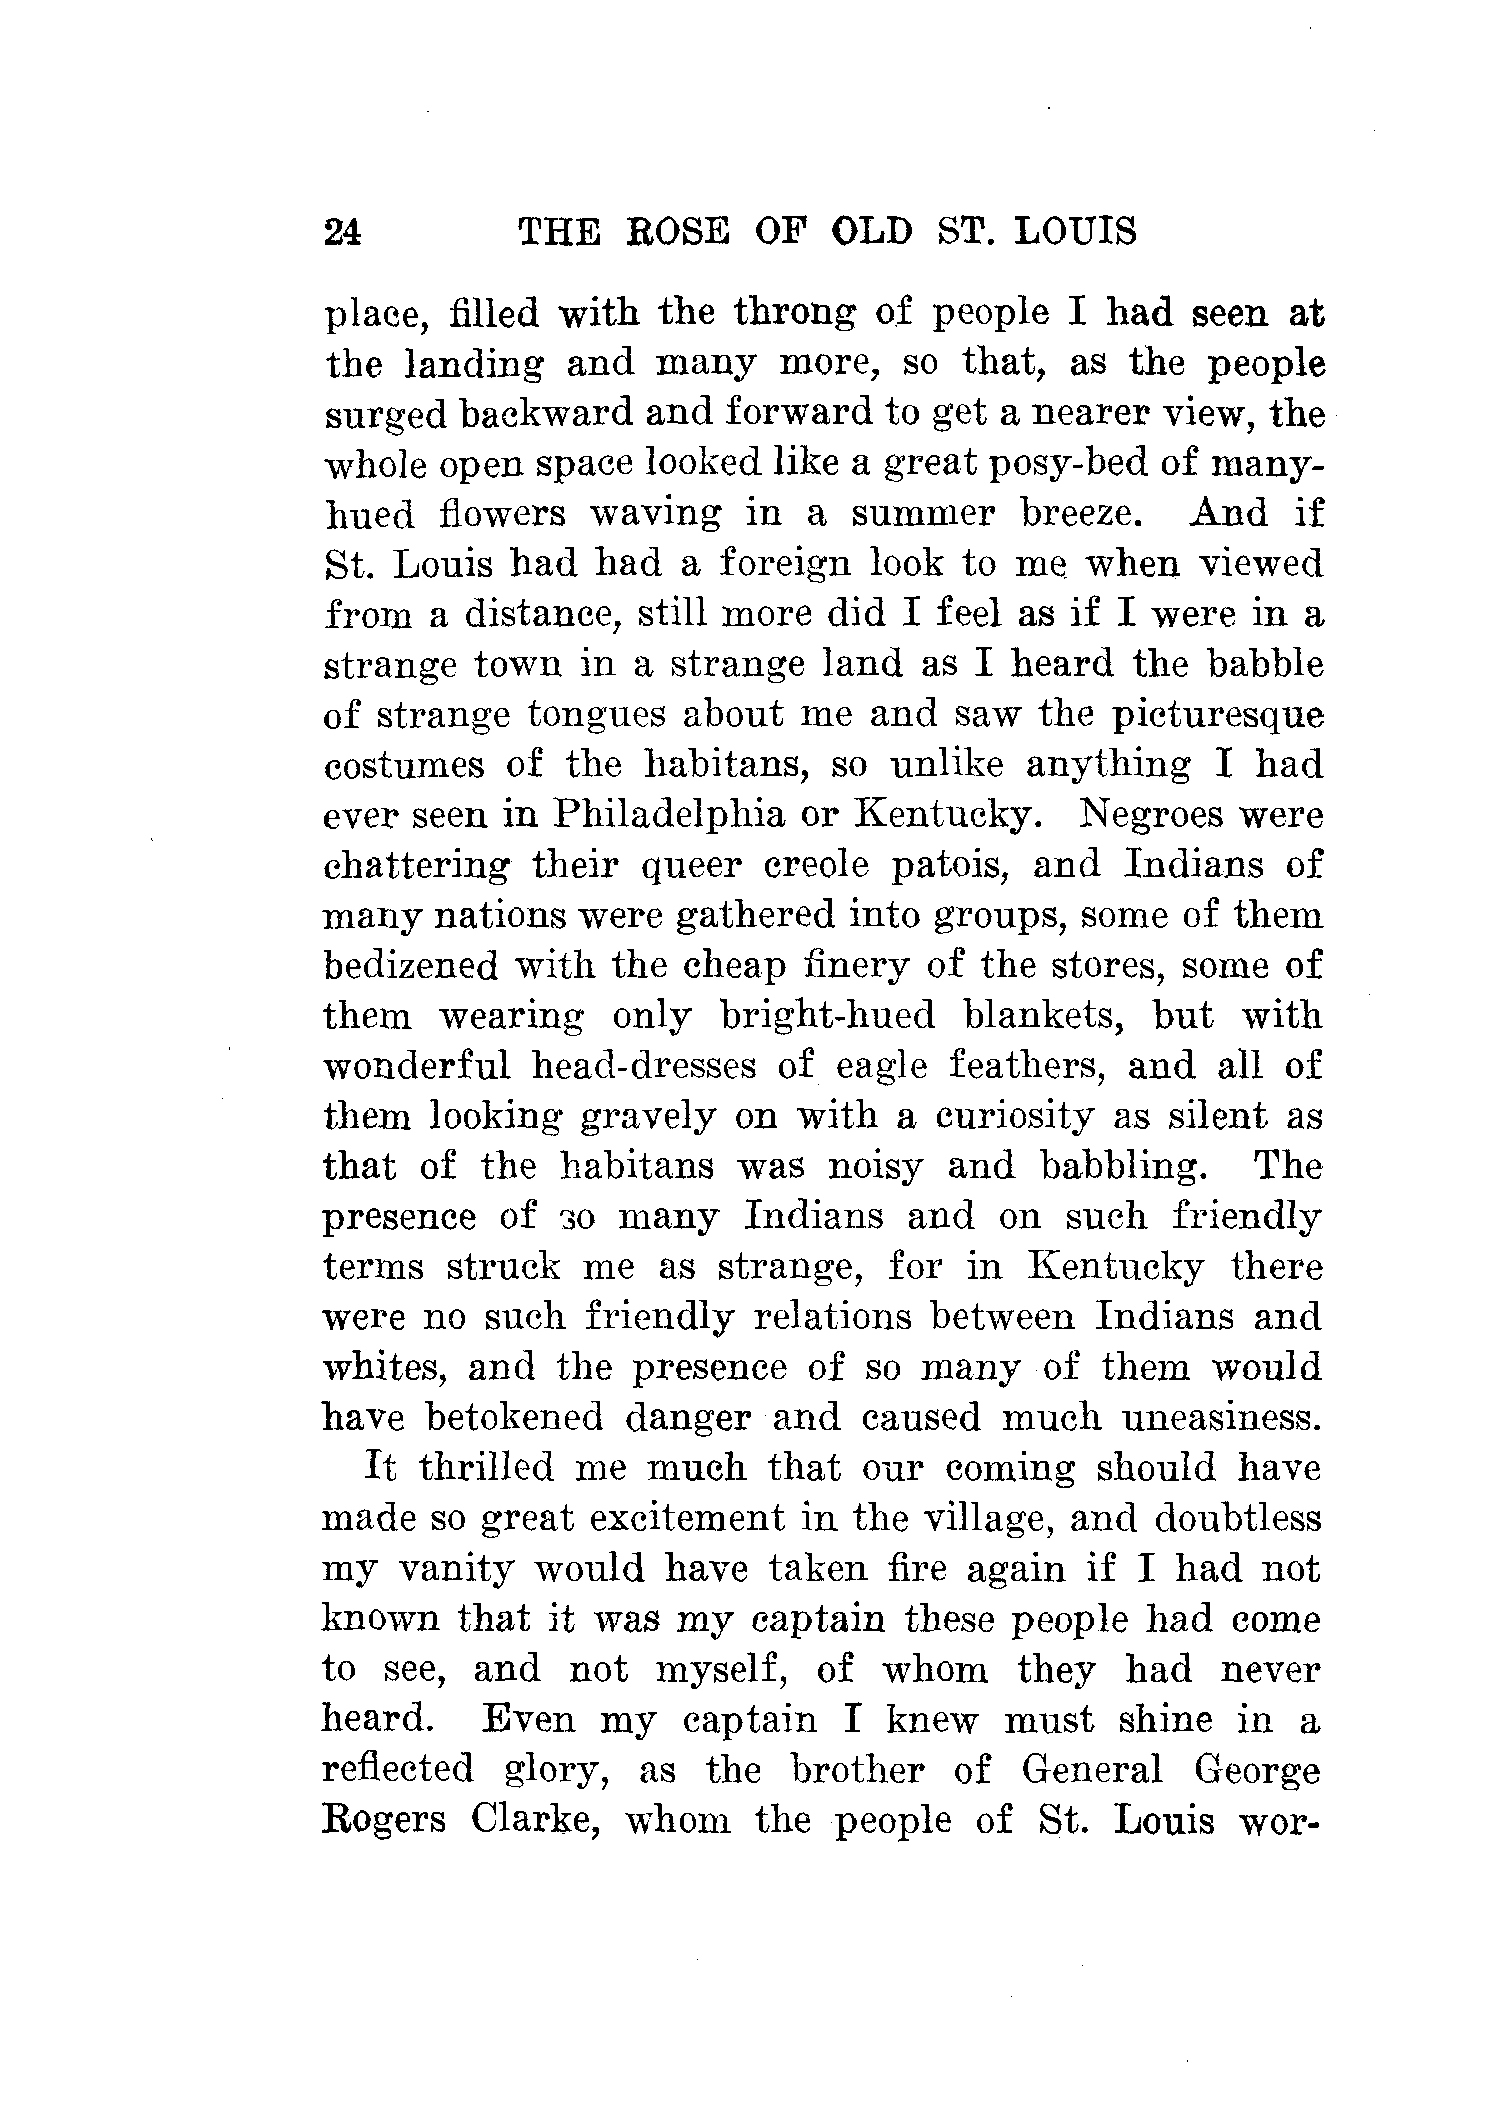 24 THE ROSE OF OLD ST. LOUIS
place, filled with the throng of people I had seen at
the landing and many more, so that, as the people
surged backward and forward to get a nearer view, the
whole open space looked like a great posy-bed of many-
hued flowers waving in a summer breeze. And if
St. Louis had had a foreign look to me when viewed
from a distance, still more did I feel as if I were in a
strange town in a strange land as I heard the babble
of strange tongues about me and saw the picturesque
costumes of the habitans, so unlike anything I had
ever seen in Philadelphia or Kentucky. Negroes were
chattering their queer creole patois, and Indians of
many nations were gathered into groups, some of them
bedizened with the cheap finery of the stores, some of
them wearing only bright-hued blankets, but with
wonderful head-dresses of eagle feathers, and all of
them looking gravely on with a curiosity as silent as
that of the habitans was noisy and babbling. The
presence of so many Indians and on such friendly
terms struck me as strange, for in Kentucky there
were no such friendly relations between Indians and
whites, and the presence of so many of them would
have betokened danger and caused much uneasiness.
It thrilled me much that our coming should have
made so great excitement in the village, and doubtless
my vanity would have taken fire again if I had not
known that it was my captain these people had come
to see, and not myself, of whom they had never
heard. Even my captain I knew must shine in a
reflected glory, as the brother of General George
Rogers Clarke, whom the people of St. Louis wor-